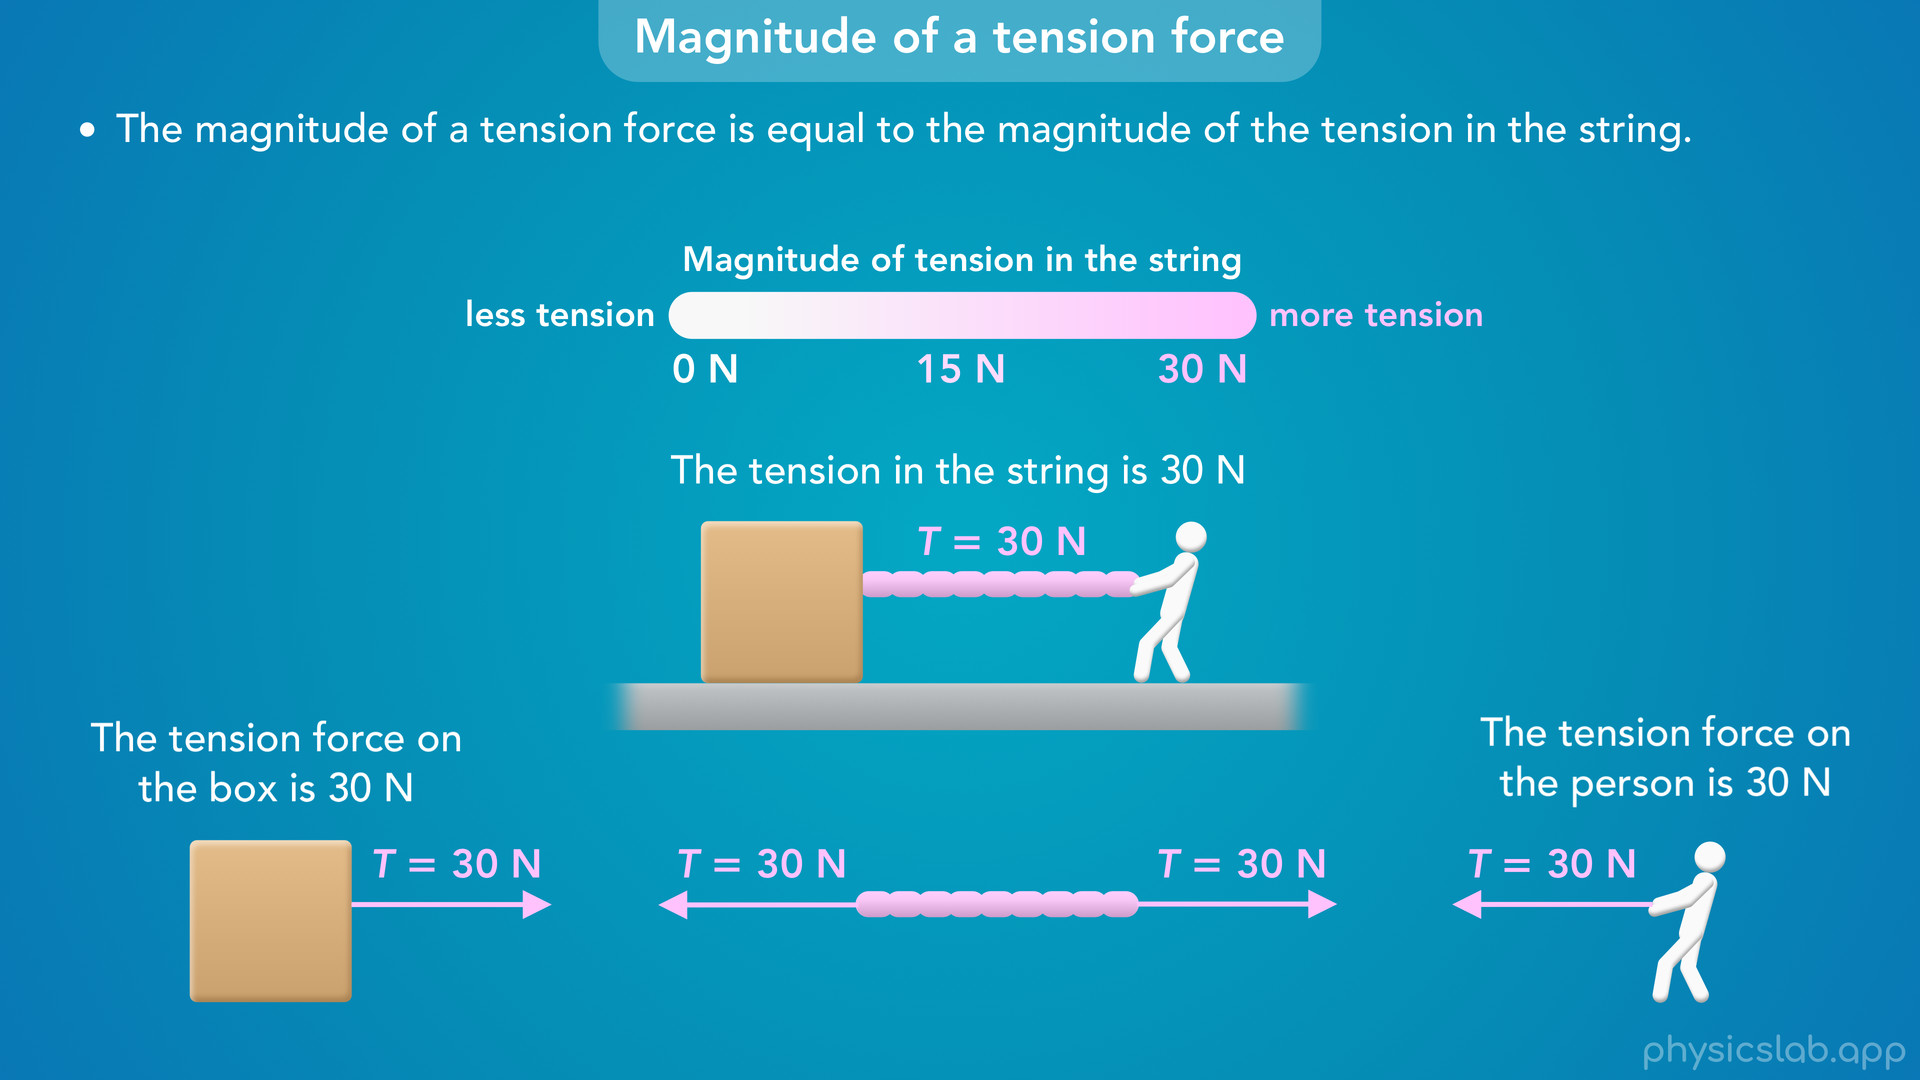 Magnitude of a tension force
• The magnitude of a tension force is equal to the magnitude of the tension in the string.
Magnitude of tension in the string
less tension
more tension
0 N 15 N 30 N
The tension in the string is 30 N
T = 30 N
The tension force on
the box is 30 N
The tension force on
the person is 30 N
T = 30 N
T = 30 N
T = 30 N
T = 30 N
physicslab.app